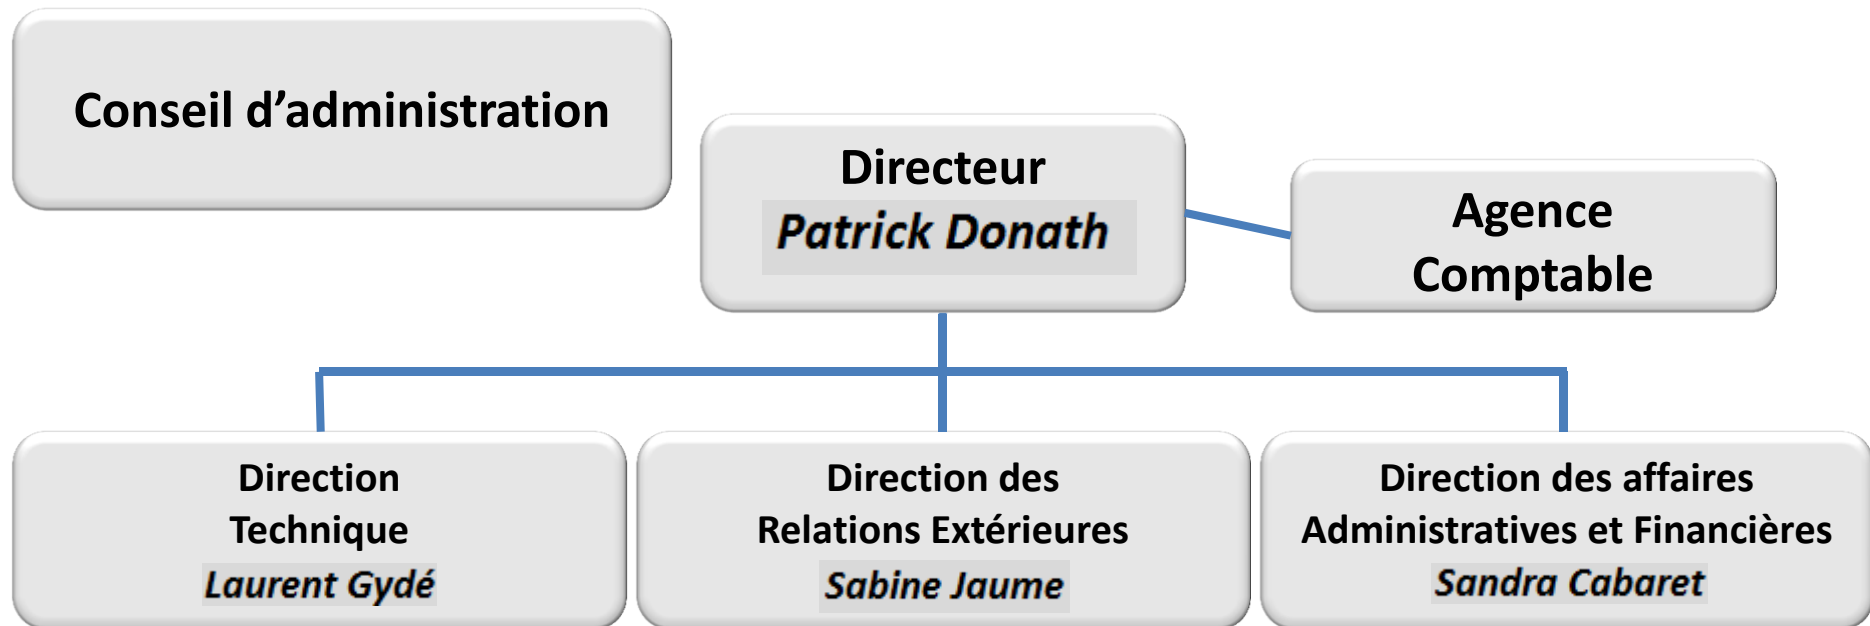 Conseil d’administration
Directeur
Patrick Donath
Agence
Comptable
Direction
Technique
Laurent Gydé
Direction des
Relations Extérieures
Sabine Jaume
Direction des affaires
Administratives et Financières
Sandra Cabaret